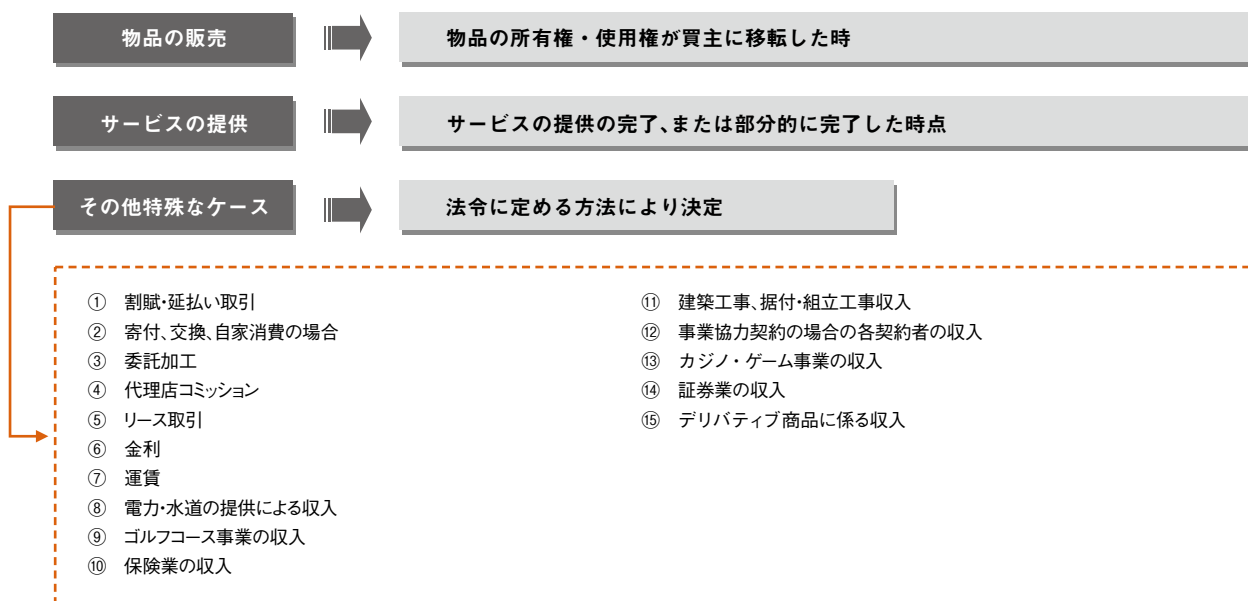 物品の販売
物品の所有権・使用権が買主に移転した時
サービスの提供
サービスの提供の完了、または部分的に完了した時点
その他特殊なケース
法令に定める方法により決定
① 割賦・延払い取引
② 寄付、交換、自家消費の場合
③ 委託加工
④ 代理店コミッション
⑤ リース取引
⑥ 金利
⑦ 運賃
⑧ 電力・水道の提供による収入
⑨ ゴルフコース事業の収入
⑩ 保険業の収入
⑪ 建築工事、据付・組立工事収入
⑫ 事業協力契約の場合の各契約者の収入
⑬ カジノ・ゲーム事業の収入
⑭ 証券業の収入
⑮ デリバティブ商品に係る収入